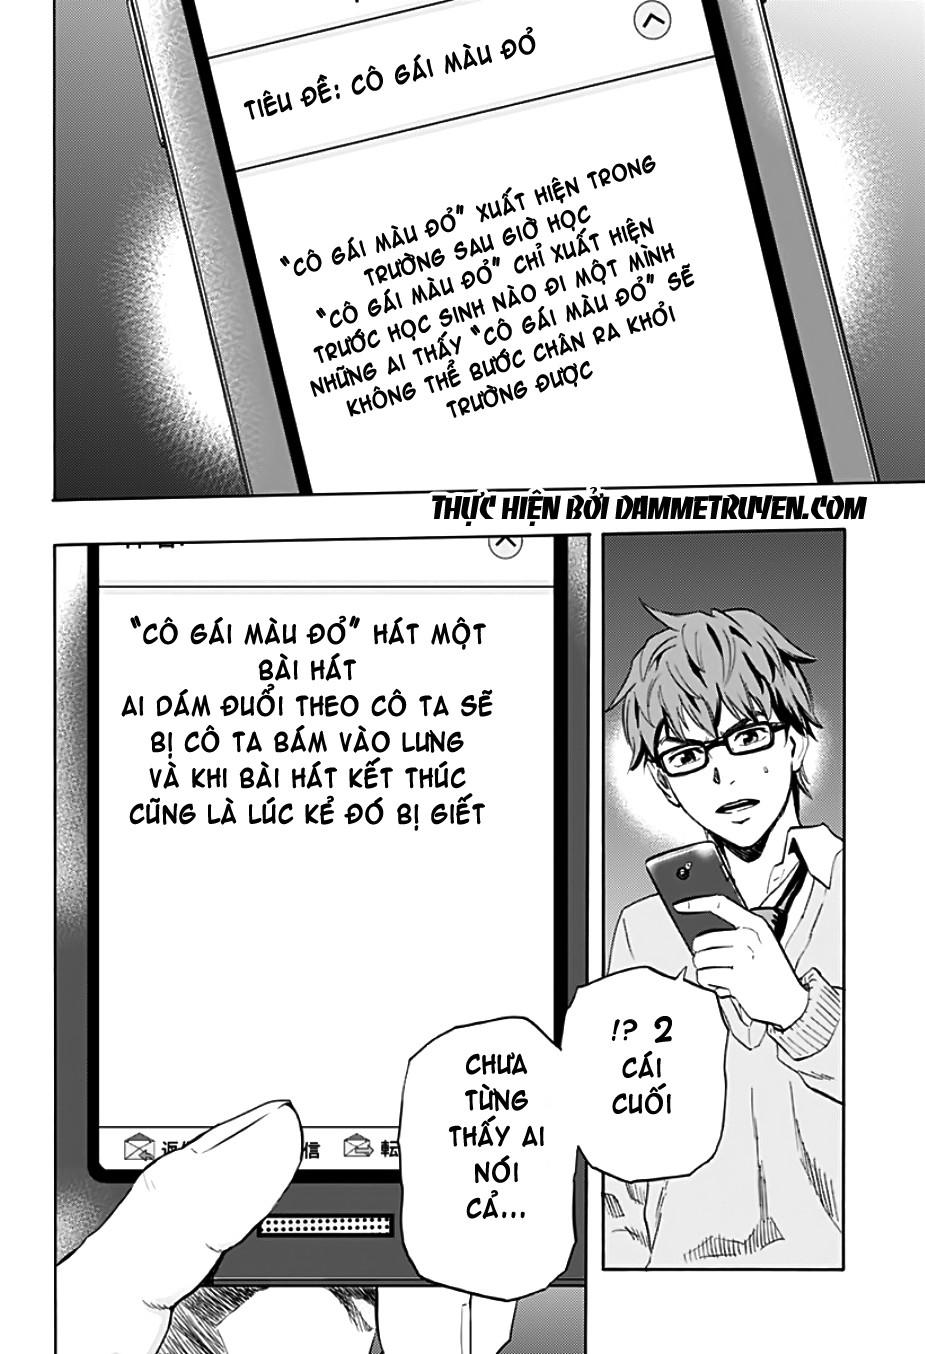 TIÊU ĐỀ: CÔ GÁI MÀU ĐỎ
"CÔ GÁI MÀU ĐỎ" XUẤT HIỆN TRONG
TRƯỜNG SAU GIỜ HỌC
"CÔ GÁI MÀU ĐỎ" CHỈ XUẤT HIỆN
TRƯỚC HỌC SINH NÀO ĐI MỘT MÌNH
NHỮNG AI THẤY "CÔ GÁI MÀU ĐỎ" SẼ
KHÔNG THỂ BƯỚC CHÂN RA KHỎI
TRƯỜNG ĐƯỢC
THỰC HIỆN BỞI DAMMETRUYEN.COM
"CÔ GÁI MÀU ĐỎ" HÁT MỘT
BÀI HÁT
AI DÁM ĐUỔI THEO CÔ TA SẼ
BỊ CÔ TA BÁM VÀO LƯNG
VÀ KHI BÀI HÁT KẾT THÚC
CŨNG LÀ LÚC KẺ ĐÓ BỊ GIẾT
!? 2
CÁI
CUỐI
CHƯA
TỪNG
THẤY AI
NÓI
CẢ...
返信 転